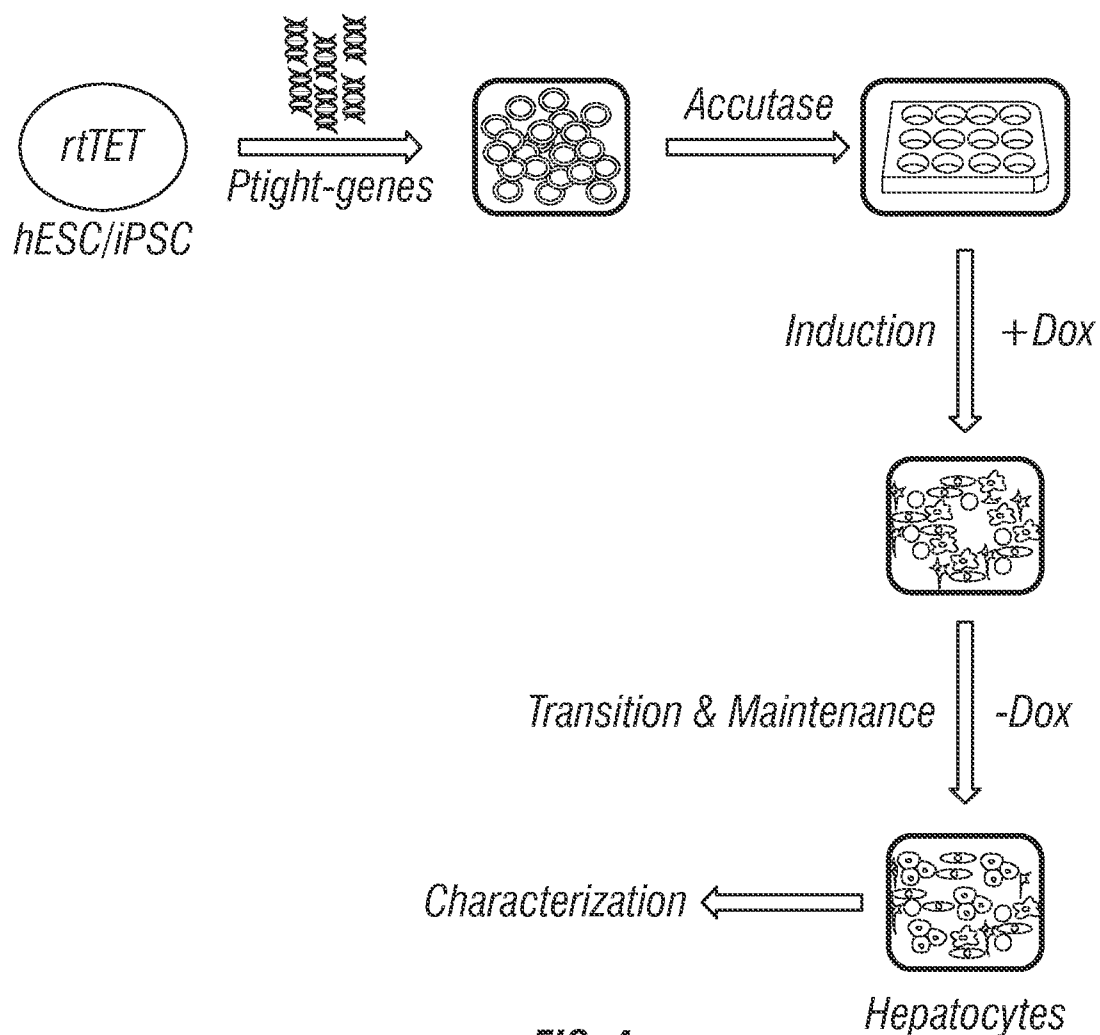 rtTET
hESC/iPSC
Ptight-genes
Accutase
Induction
+Dox
Transition & Maintenance
-Dox
Characterization
Hepatocytes